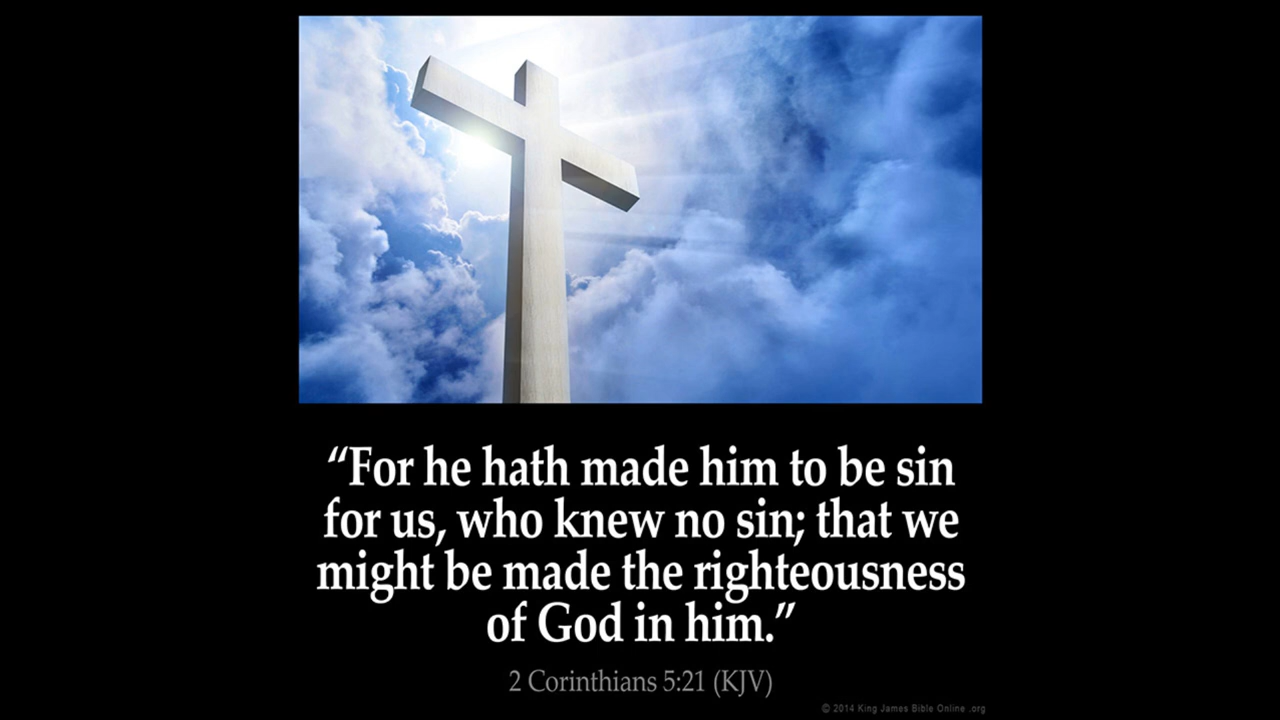 “For he hath made him to be sin
for us, who knew no sin; that we
might be made the righteousness
of God in him.”
2 Corinthians 5:21 (KJV)
© 2014 King James Bible Online .org